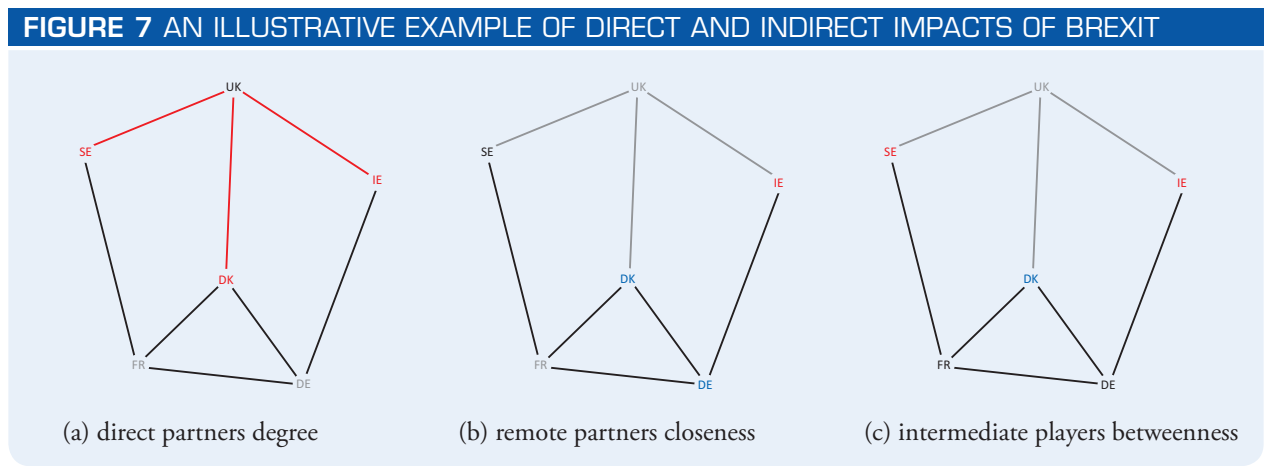 FIGURE 7 AN ILLUSTRATIVE EXAMPLE OF DIRECT AND INDIRECT IMPACTS OF BREXIT
UK
SE
IE
DK
FR
DE
(a) direct partners degree
UK
SE
IE
DK
FR
DE
(b) remote partners closeness
UK
SE
IE
DK
FR
DE
(c) intermediate players betweenness